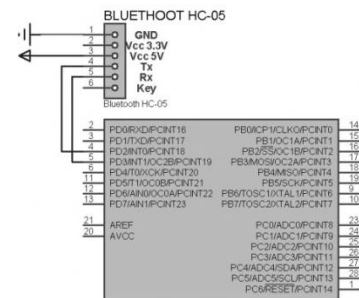 BLUETHOOT HC-05
1 GND
2 Vcc 3.3V
3 Vcc 5V
4 Tx
5 Rx
6 Key
Bluetooth HC-05
2 PD0/RXD/PCINT16 PB0/ICP1/CLKO/PCINT0 14
3 PD1/TXD/PCINT17 PB1/OC1A/PCINT1 15
4 PD2/INT0/PCINT18 PB2/SS/OC1B/PCINT2 16
5 PD3/INT1/OC2B/PCINT19 PB3/MOSI/OC2A/PCINT3 17
6 PD4/T0/XCK/PCINT20 PB4/MISO/PCINT4 18
11 PD5/T1/OC0B/PCINT21 PB5/SCK/PCINT5 19
12 PD6/AIN0/OC0A/PCINT22 PB6/TOSC1/XTAL1/PCINT6 9
13 PD7/AIN1/PCINT23 PB7/TOSC2/XTAL2/PCINT7 10
21 AREF PC0/ADC0/PCINT8 23
20 AVCC PC1/ADC1/PCINT9 24
PC2/ADC2/PCINT10 25
PC3/ADC3/PCINT11 26
PC4/ADC4/SDA/PCINT12 27
PC5/ADC5/SCL/PCINT13 28
PC6/RESET/PCINT14 1